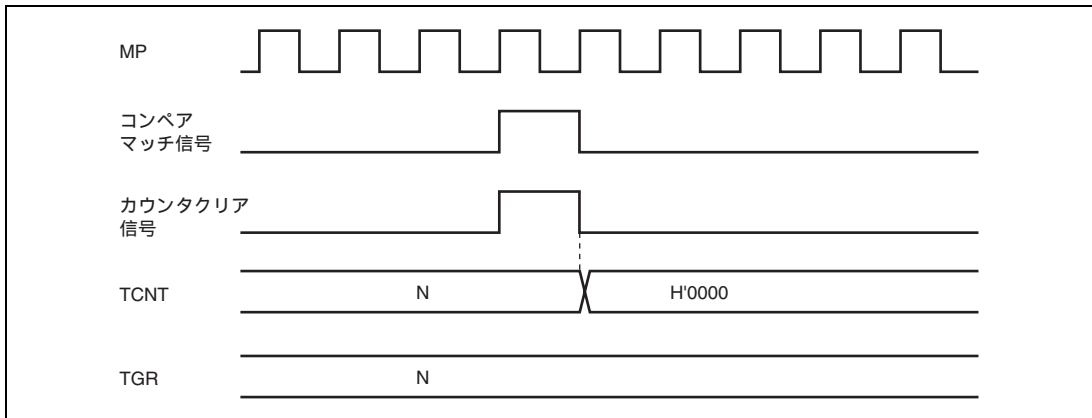 MP
コンペア
マッチ信号
カウンタクリア
信号
TCNT
N
H'0000
TGR
N